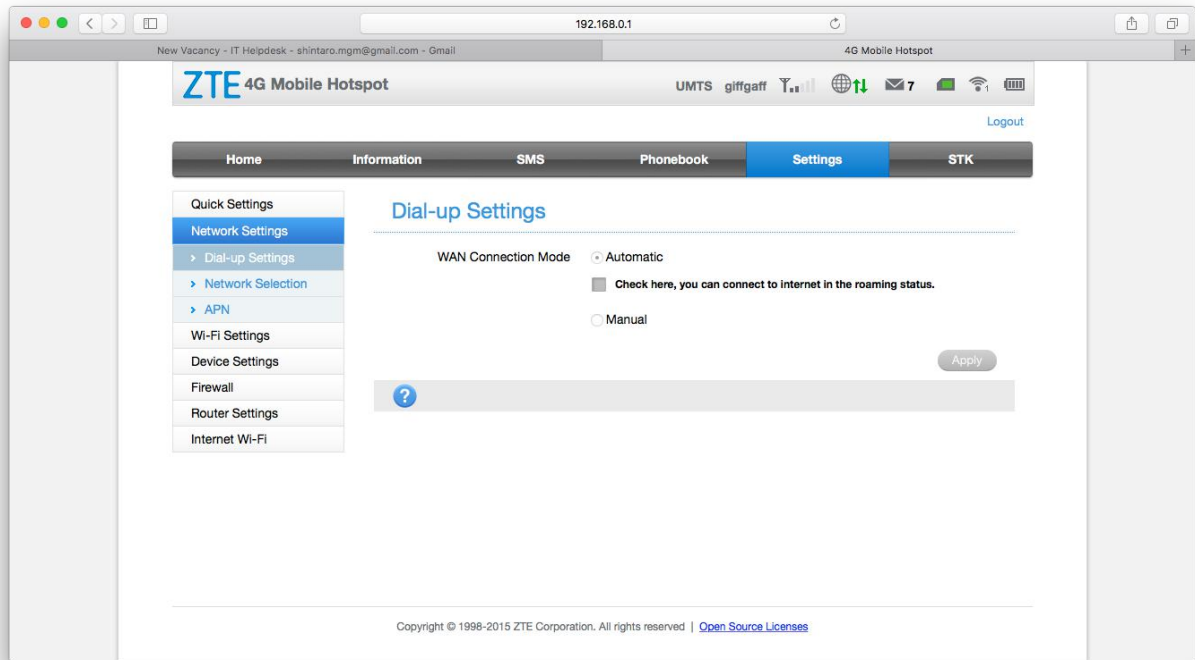 192.168.0.1
New Vacancy - IT Helpdesk - shintaro.mgm@gmail.com - Gmail
4G Mobile Hotspot
ZTE 4G Mobile Hotspot
UMTS giffgaff 7 1
Logout
Home Information SMS Phonebook Settings STK
Quick Settings
Network Settings
Dial-up Settings
Network Selection
APN
Wi-Fi Settings
Device Settings
Firewall
Router Settings
Internet Wi-Fi
Dial-up Settings
WAN Connection Mode Automatic
Check here, you can connect to internet in the roaming status.
Manual
Apply
?
Copyright © 1998-2015 ZTE Corporation. All rights reserved | Open Source Licenses